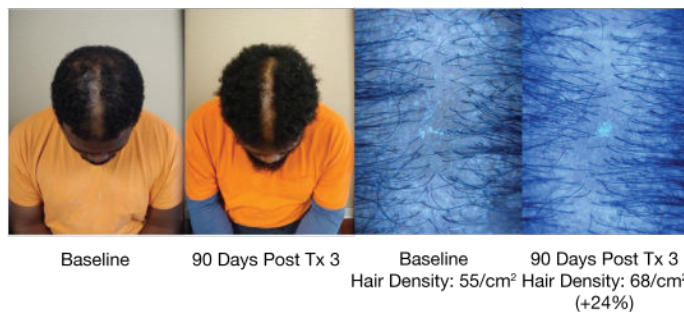 Baseline
90 Days Post Tx 3
Baseline
Hair Density: 55/cm²
90 Days Post Tx 3
Hair Density: 68/cm²
(+24%)